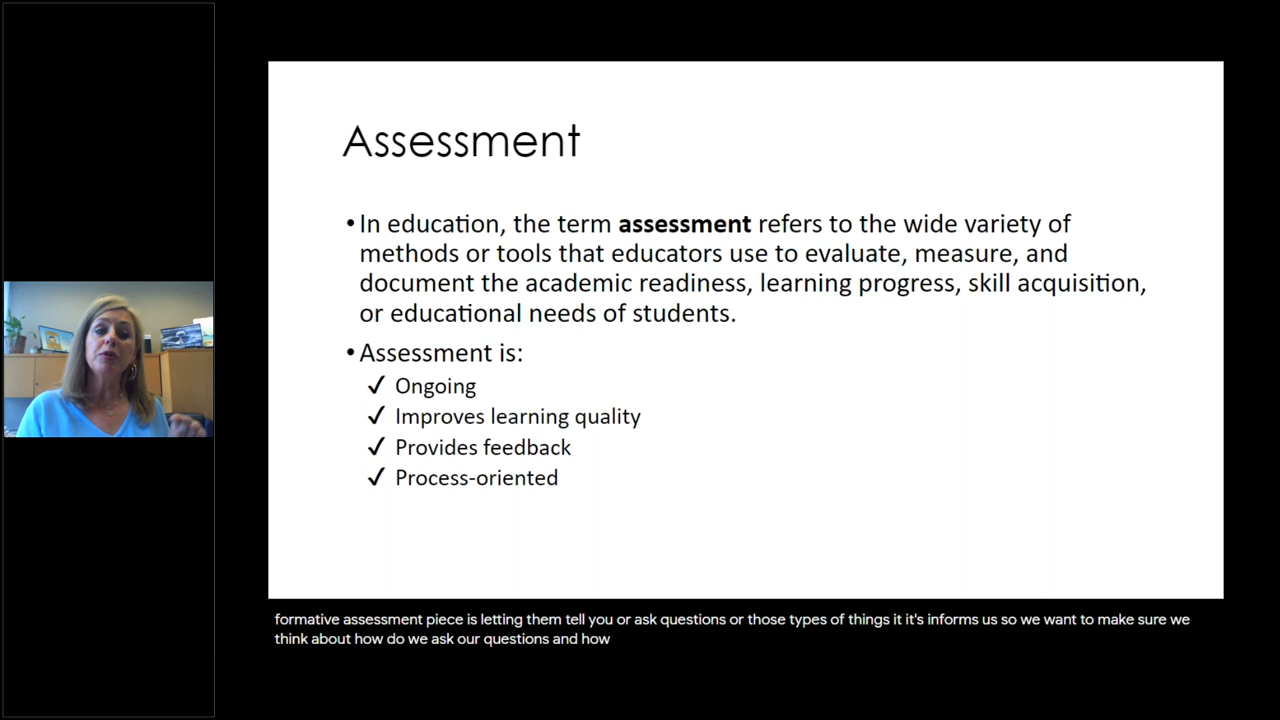 Assessment
•In education, the term assessment refers to the wide variety of
methods or tools that educators use to evaluate, measure, and
document the academic readiness, learning progress, skill acquisition,
or educational needs of students.
•Assessment is:
✓ Ongoing
✓ Improves learning quality
✓ Provides feedback
✓ Process-oriented
formative assessment piece is letting them tell you or ask questions or those types of things it it's informs us so we want to make sure we
think about how do we ask our questions and how